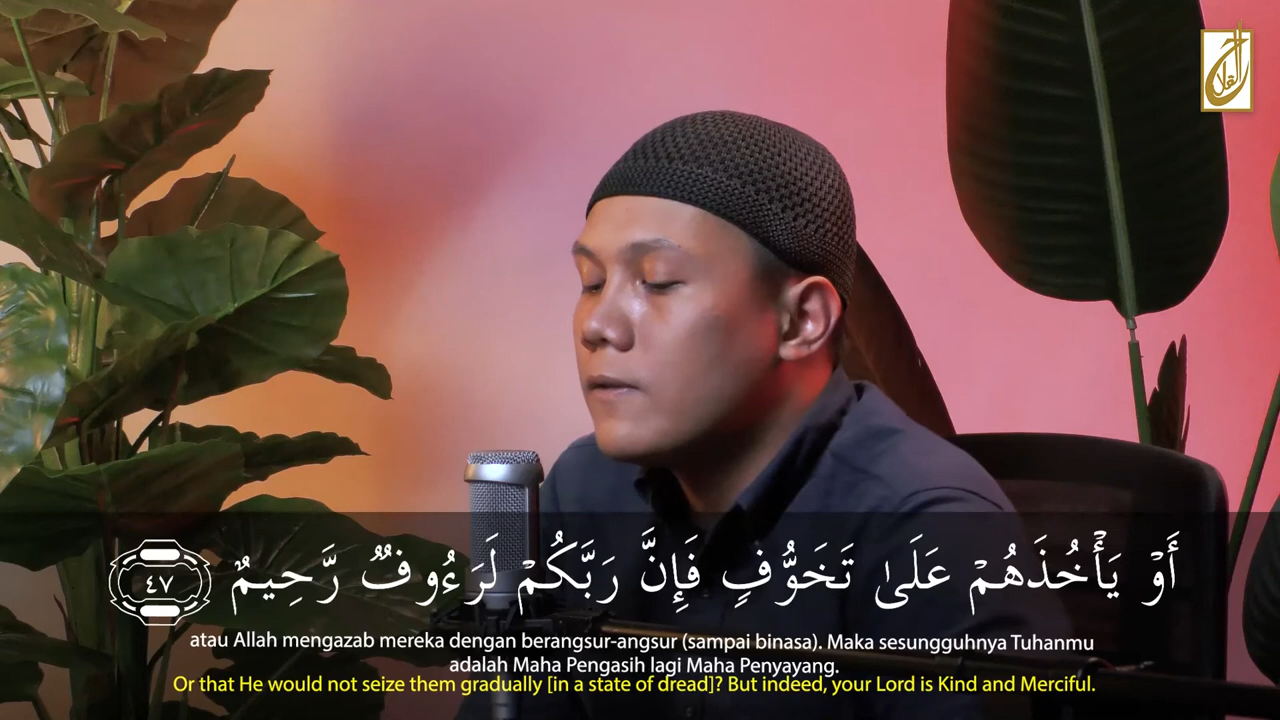 القلم
أَوۡ يَأۡخُذَهُمۡ عَلَىٰ تَخَوُّفٖ فَإِنَّ رَبَّكُمۡ لَرَءُوفٞ رَّحِيمٌ ٤٧
atau Allah mengazab mereka dengan berangsur-angsur (sampai binasa). Maka sesungguhnya Tuhanmu
adalah Maha Pengasih lagi Maha Penyayang.
Or that He would not seize them gradually [in a state of dread]? But indeed, your Lord is Kind and Merciful.